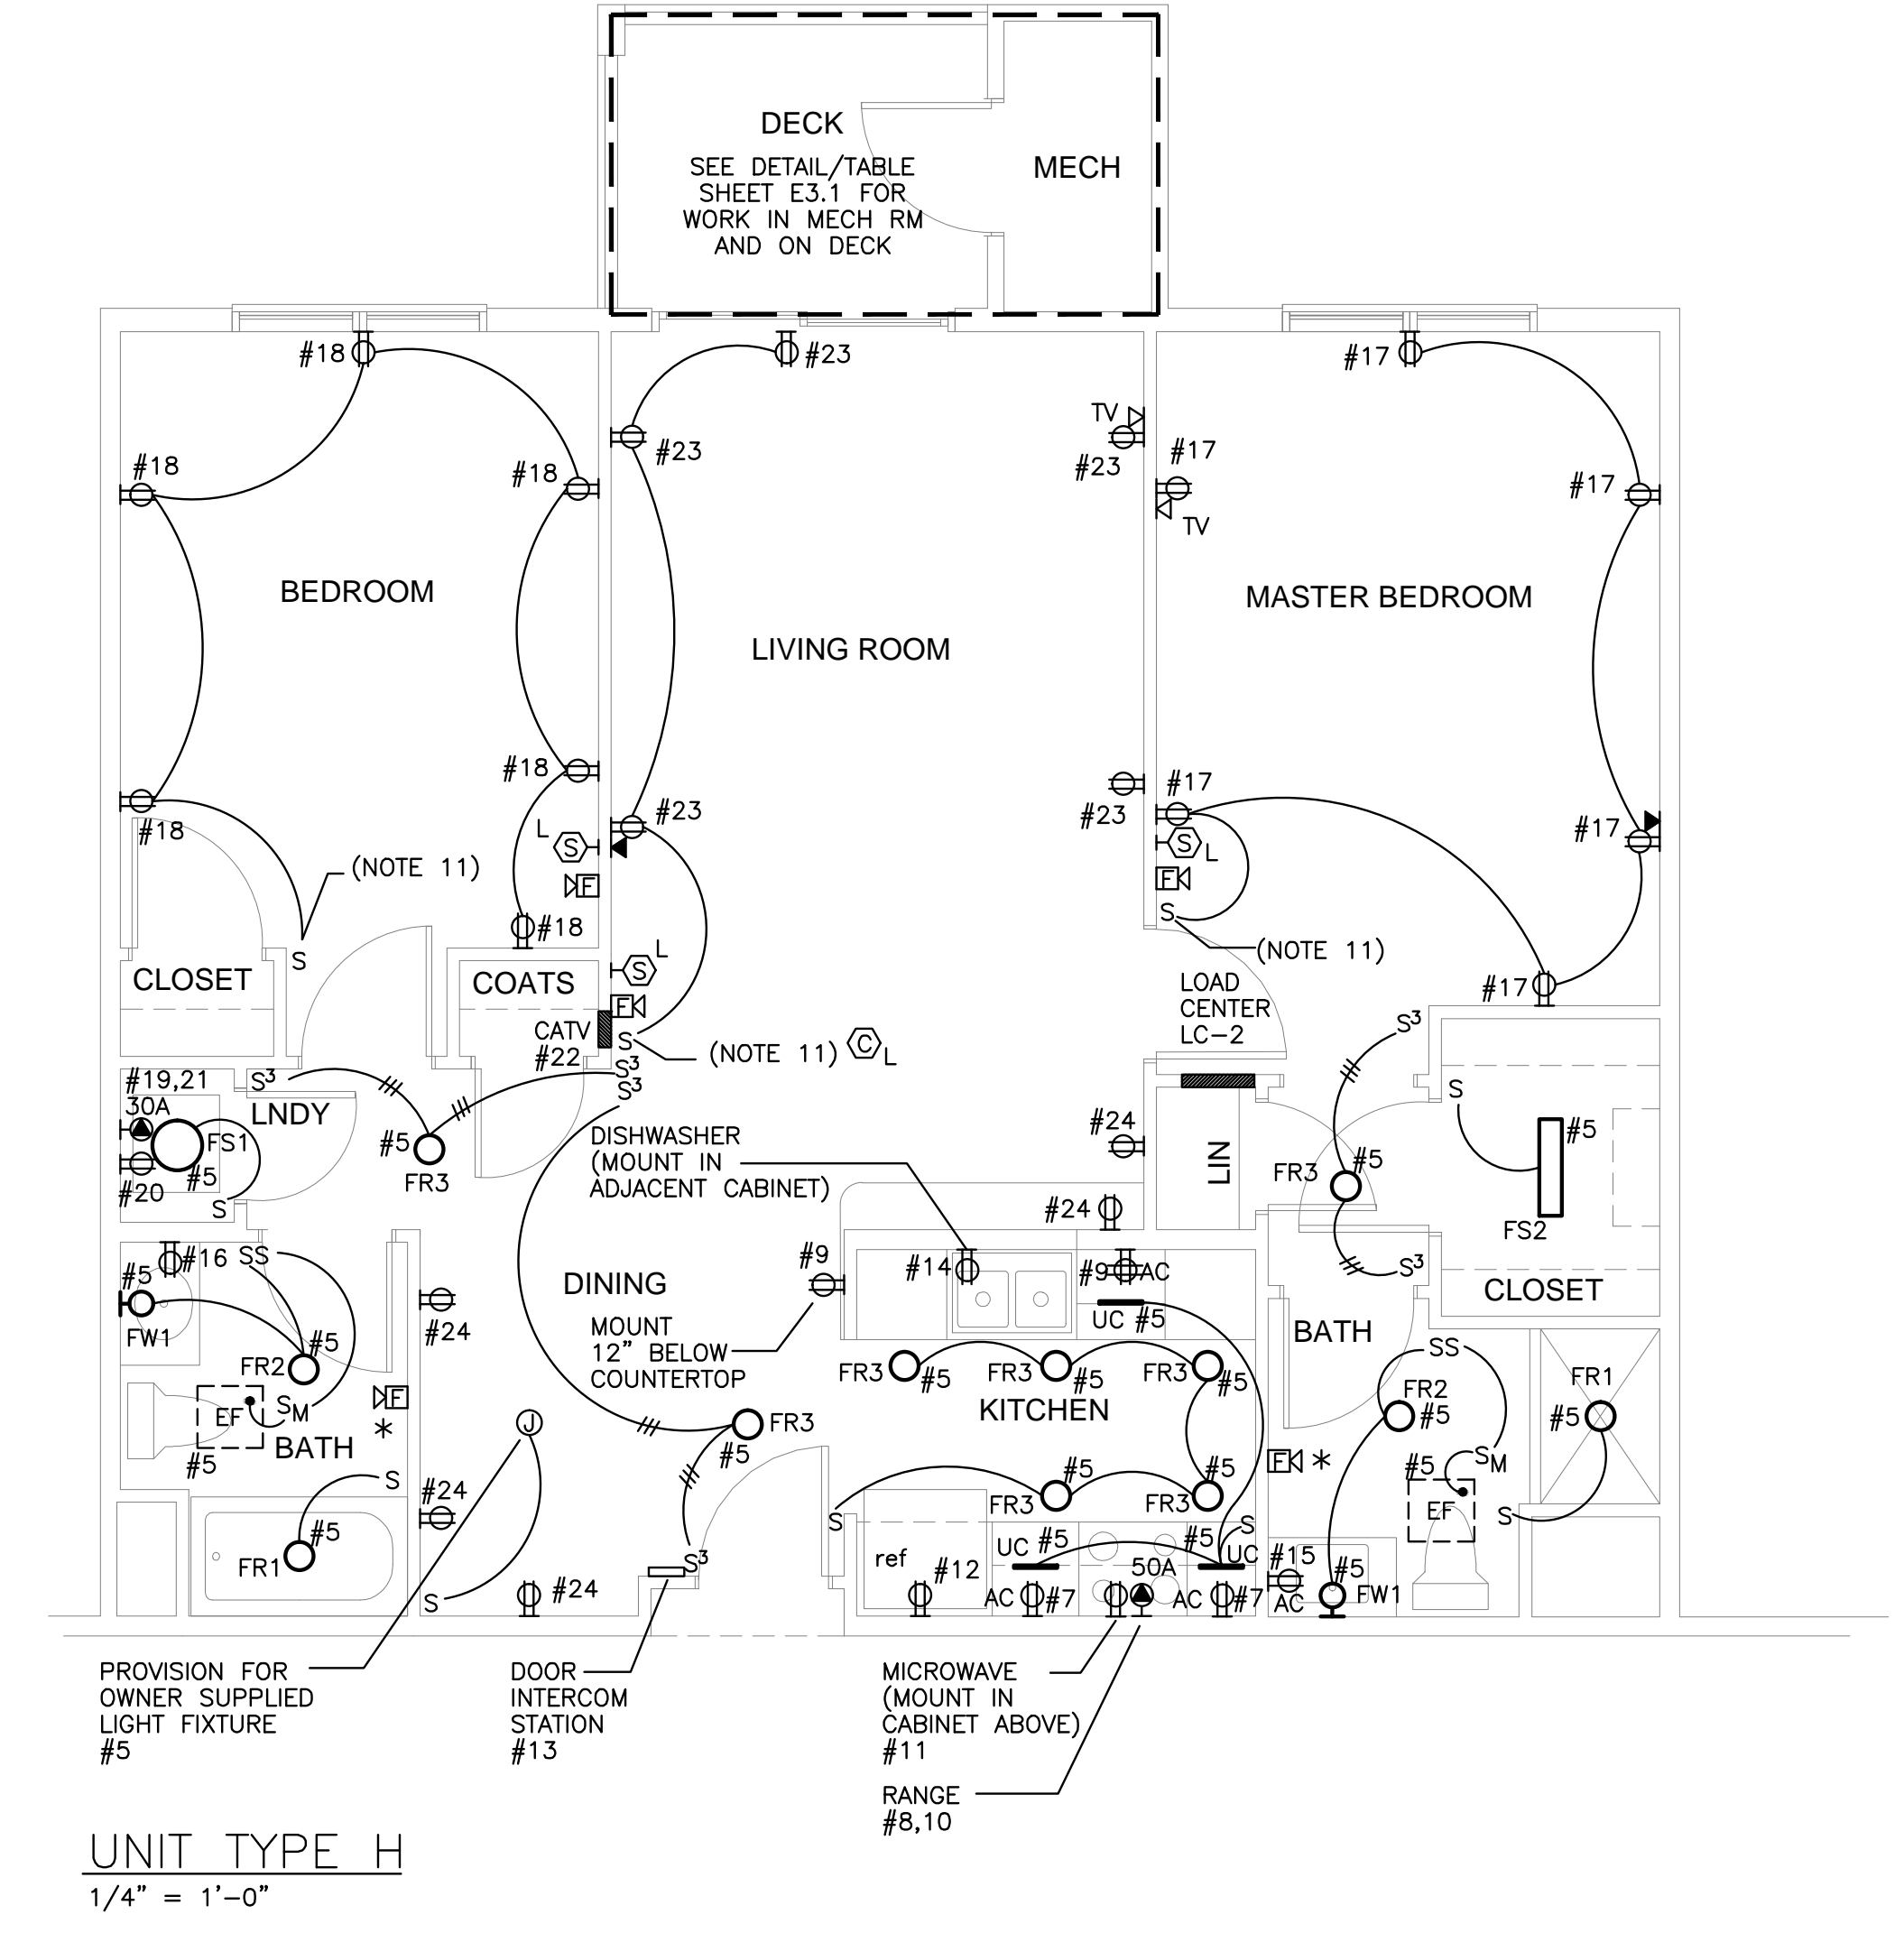 DECK
SEE DETAIL/TABLE
SHEET E3.1 FOR
WORK IN MECH RM
AND ON DECK
MECH
#18
#23
#17
TV
#18
#18
#23
#23
#17
TV
#17
BEDROOM
LIVING ROOM
MASTER BEDROOM
#18
#18
#23
#23
#17
#17
L
S
S
L
F
F
S
(NOTE 11)
#18
S
(NOTE 11)
CLOSET
COATS
S
L
F
CATV
#22
S
(NOTE 11)
C
L
LOAD
CENTER
LC-2
#17
S3
S3
S3
#19,21
30A
S3
LNDY
FS1
#5
#20
S
#5
FR3
DISHWASHER
(MOUNT IN
ADJACENT CABINET)
#24
LIN
#24
FR3
#5
S
#5
FS2
S3
CLOSET
#16
SS
#5
FW1
#5
FR2
SM
EF
#5
BATH
F
*
S
#5
FR1
#24
#24
#24
J
S
DINING
MOUNT
12" BELOW
COUNTERTOP
#9
#14
#9
AC
UC
#5
FR3
#5
FR3
#5
FR3
#5
KITCHEN
FR3
#5
#5
FR3
#5
FR3
S
S3
ref
#12
UC
#5
AC
#7
50A
#5
S
UC
AC
#7
BATH
SS
FR2
#5
FR1
#5
F
*
#5
SM
EF
S
#15
AC
#5
FW1
PROVISION FOR
OWNER SUPPLIED
LIGHT FIXTURE
#5
DOOR
INTERCOM
STATION
#13
MICROWAVE
(MOUNT IN
CABINET ABOVE)
#11
RANGE
#8,10
UNIT TYPE H
1/4" = 1'-0"